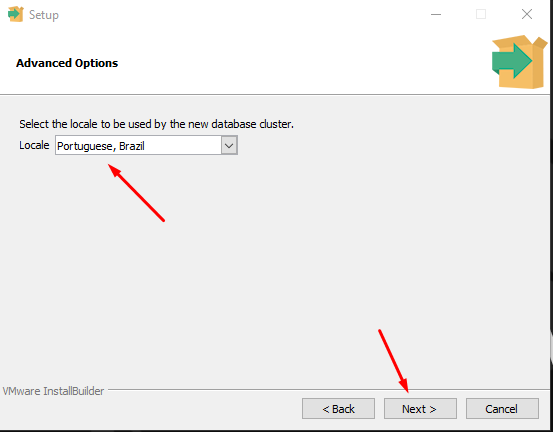 Setup
Advanced Options
Select the locale to be used by the new database cluster.
Locale Portuguese, Brazil
VMware InstallBuilder
< Back Next > Cancel